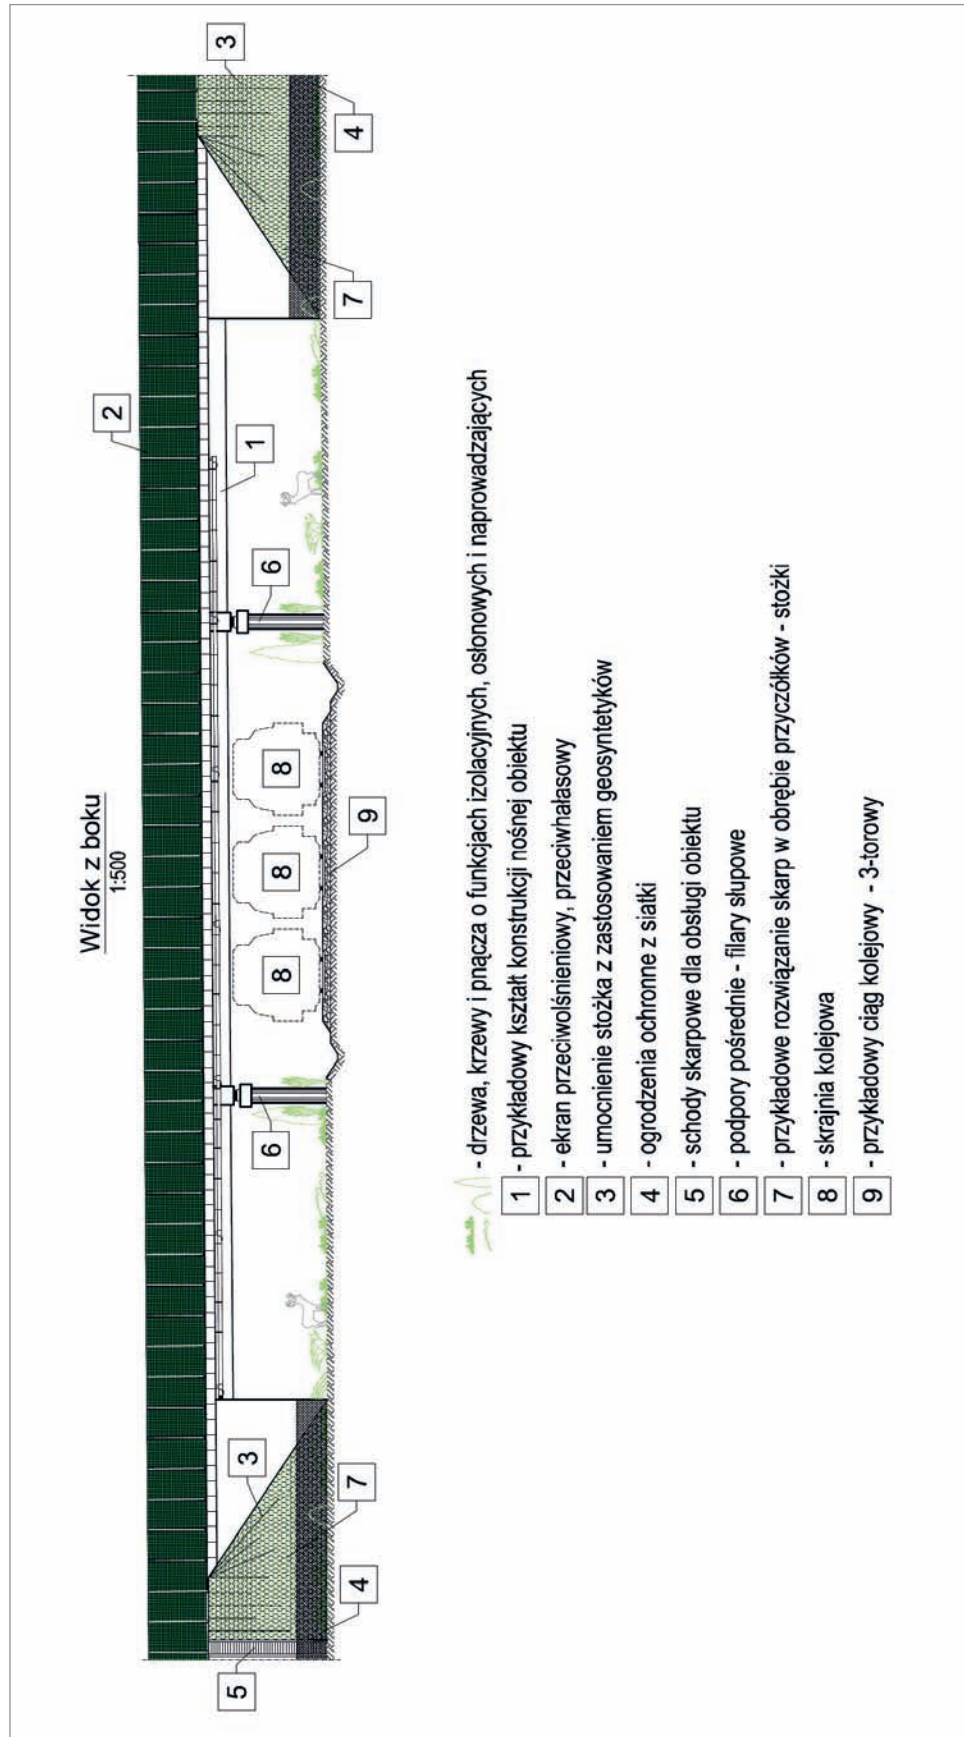 Widok z boku
1:500
2
5
3
1
3
6
8
8
8
6
4
7
9
7
4
- drzewa, krzewy i pnącza o funkcjach izolacyjnych, osłonowych i naprowadzających
1 - przykładowy kształt konstrukcji nośnej obiektu
2 - ekran przeciwolśnieniowy, przeciwhałasowy
3 - umocnienie stożka z zastosowaniem geosyntetyków
4 - ogrodzenia ochronne z siatki
5 - schody skarpowe dla obsługi obiektu
6 - podpory pośrednie - filary słupowe
7 - przykładowe rozwiązanie skarp w obrębie przyczółków - stożki
8 - skrajnia kolejowa
9 - przykładowy ciąg kolejowy - 3-torowy